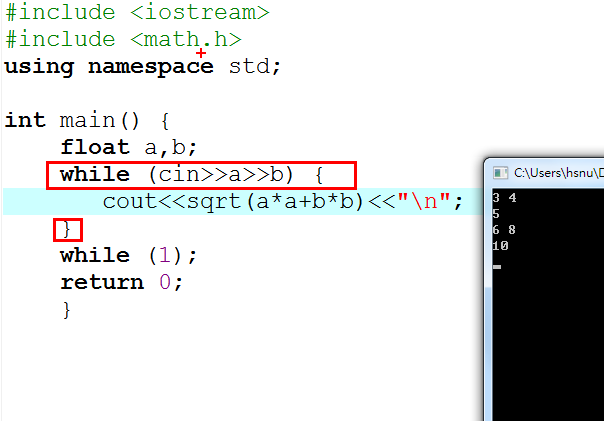 #include <iostream>
#include <math.h>
using namespace std;
int main() {
float a,b;
while (cin>>a>>b) {
cout<<sqrt(a*a+b*b)<<"\n";
}
while (1);
return 0;
}
C:\Users\hsnu\D
3 4
5
6 8
10